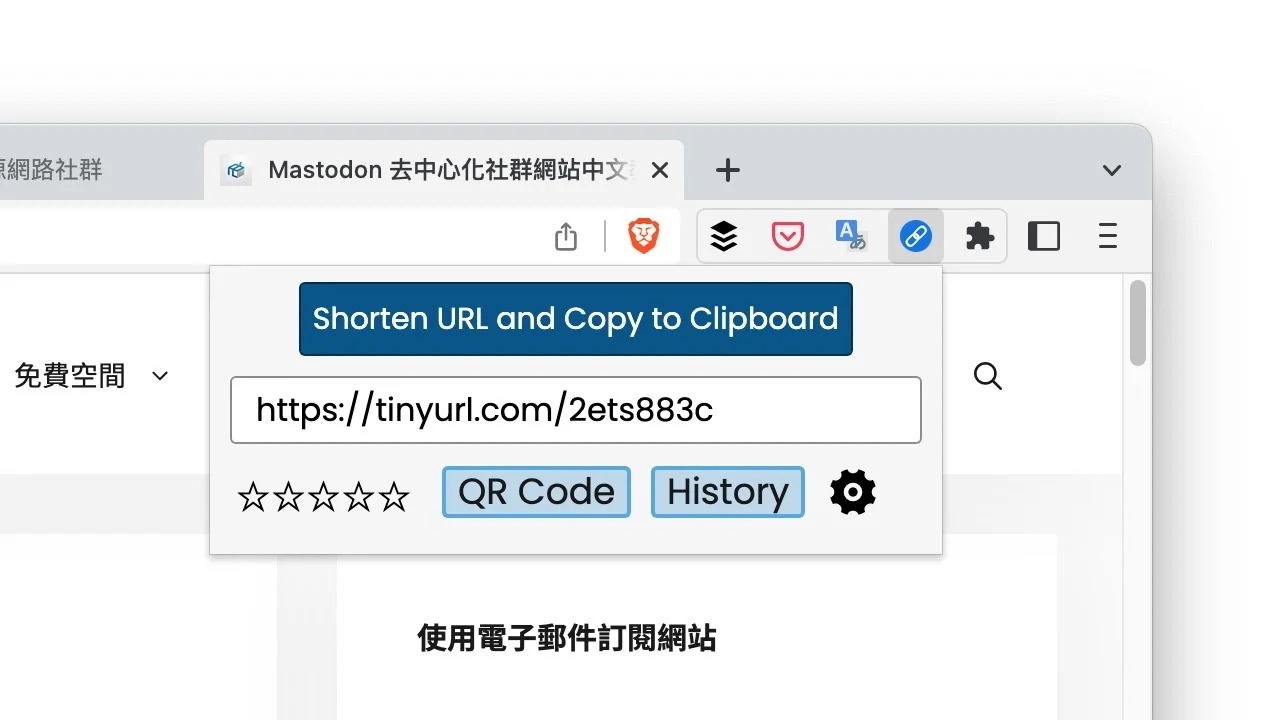 網路社群
Mastodon 去中心化社群網站中文
Shorten URL and Copy to Clipboard
免費空間
https://tinyurl.com/2ets883c
QR Code
History
使用電子郵件訂閱網站